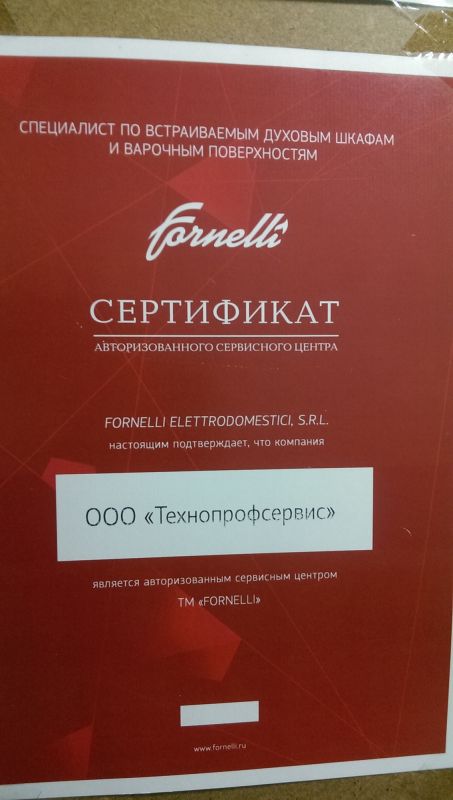 СПЕЦИАЛИСТ ПО ВСТРАИВАЕМЫМ ДУХОВЫМ ШКАФАМ
И ВАРОЧНЫМ ПОВЕРХНОСТЯМ
Fornelli
СЕРТИФИКАТ
АВТОРИЗОВАННОГО СЕРВИСНОГО ЦЕНТРА
FORNELLI ELETTRODOMESTICI, S.R.L.
настоящим подтверждает, что компания
ООО «Технопрофсервис»
является авторизованным сервисным центром
ТМ «FORNELLI»
www.fornelli.ru